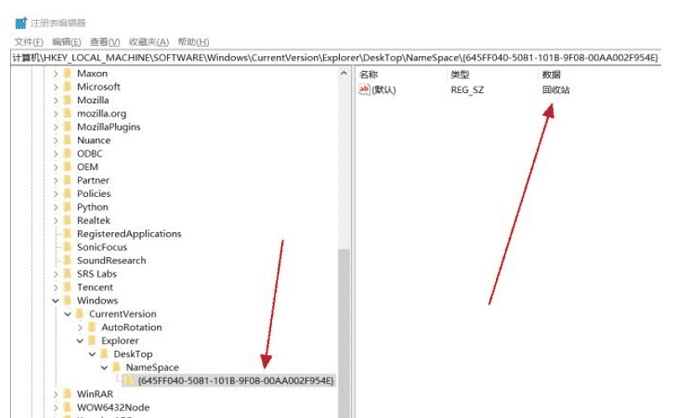 注册表编辑器
文件(F) 编辑(E) 查看(V) 收藏夹(A) 帮助(H)
计算机\HKEY_LOCAL_MACHINE\SOFTWARE\Windows\CurrentVersion\Explorer\DeskTop\NameSpace\{645FF040-5081-101B-9F08-00AA002F954E}
Maxon
Microsoft
Mozilla
mozilla.org
MozillaPlugins
Nuance
ODBC
OEM
Partner
Policies
Python
Realtek
RegisteredApplications
SonicFocus
SoundResearch
SRS Labs
Tencent
Windows
CurrentVersion
AutoRotation
Explorer
DeskTop
NameSpace
{645FF040-5081-101B-9F08-00AA002F954E}
WinRAR
WOW6432Node
名称 类型 数据
ab (默认) REG_SZ 回收站